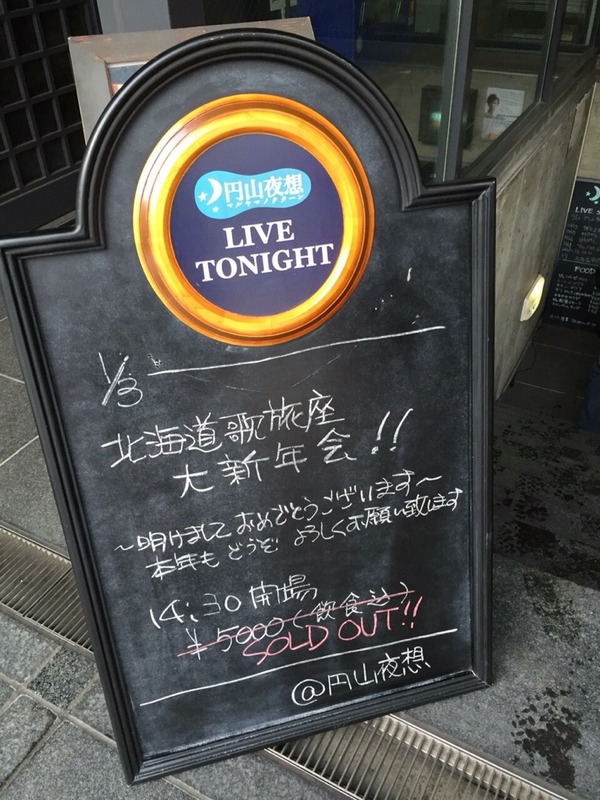 円山夜想
マルヤマノクターン
LIVE
TONIGHT
1/3
北海道歌旅座
大新年会!!
~明けましておめでとうございます~
本年もどうぞよろしくお願い致します
14:30開場
¥5000(飲食込)
SOLD OUT!!
@円山夜想
LIVE
FOOD